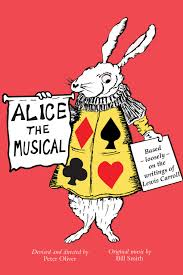 ALICE
THE
MUSICAL
Based
– loosely –
on the
writings of
Lewis Carroll
Devised and directed by
Peter Oliver
Original music by
Bill Smith